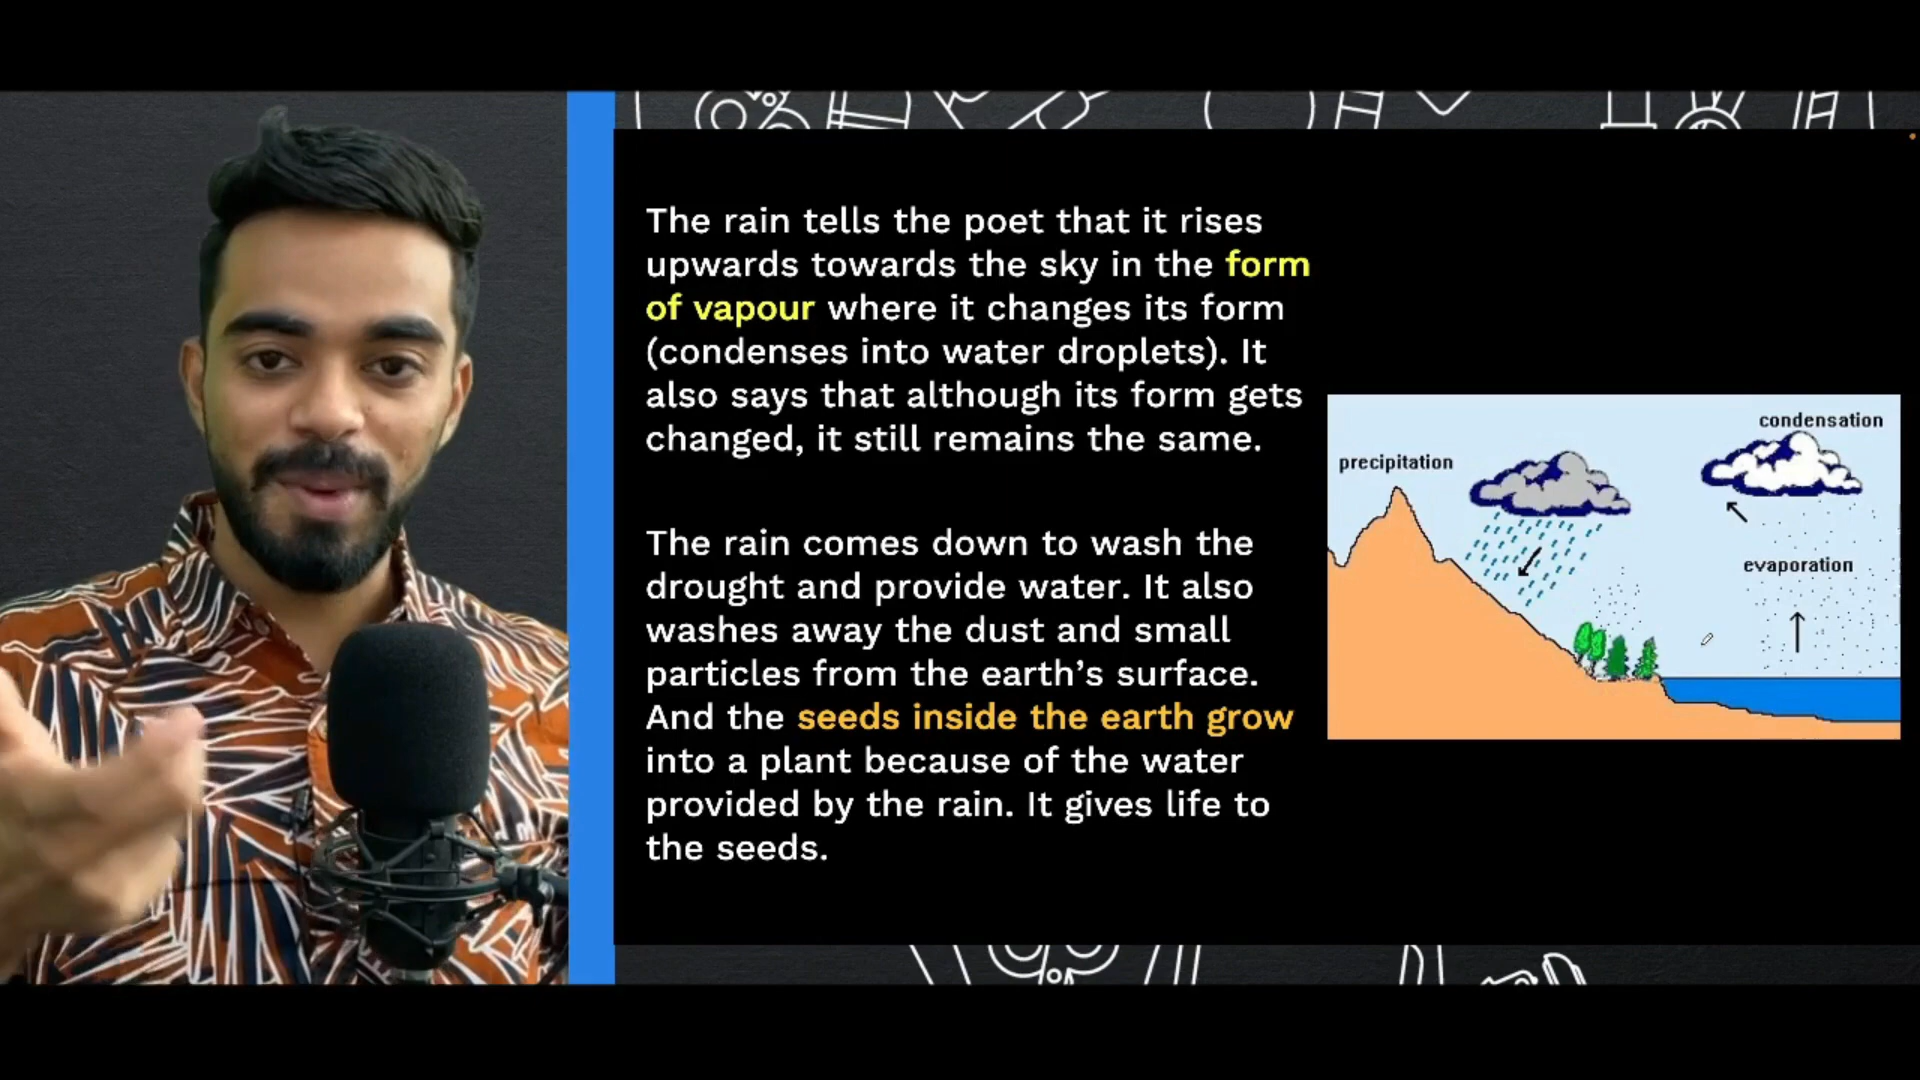 The rain tells the poet that it rises
upwards towards the sky in the form
of vapour where it changes its form
(condenses into water droplets). It
also says that although its form gets
changed, it still remains the same.
The rain comes down to wash the
drought and provide water. It also
washes away the dust and small
particles from the earth’s surface.
And the seeds inside the earth grow
into a plant because of the water
provided by the rain. It gives life to
the seeds.
condensation
precipitation
evaporation